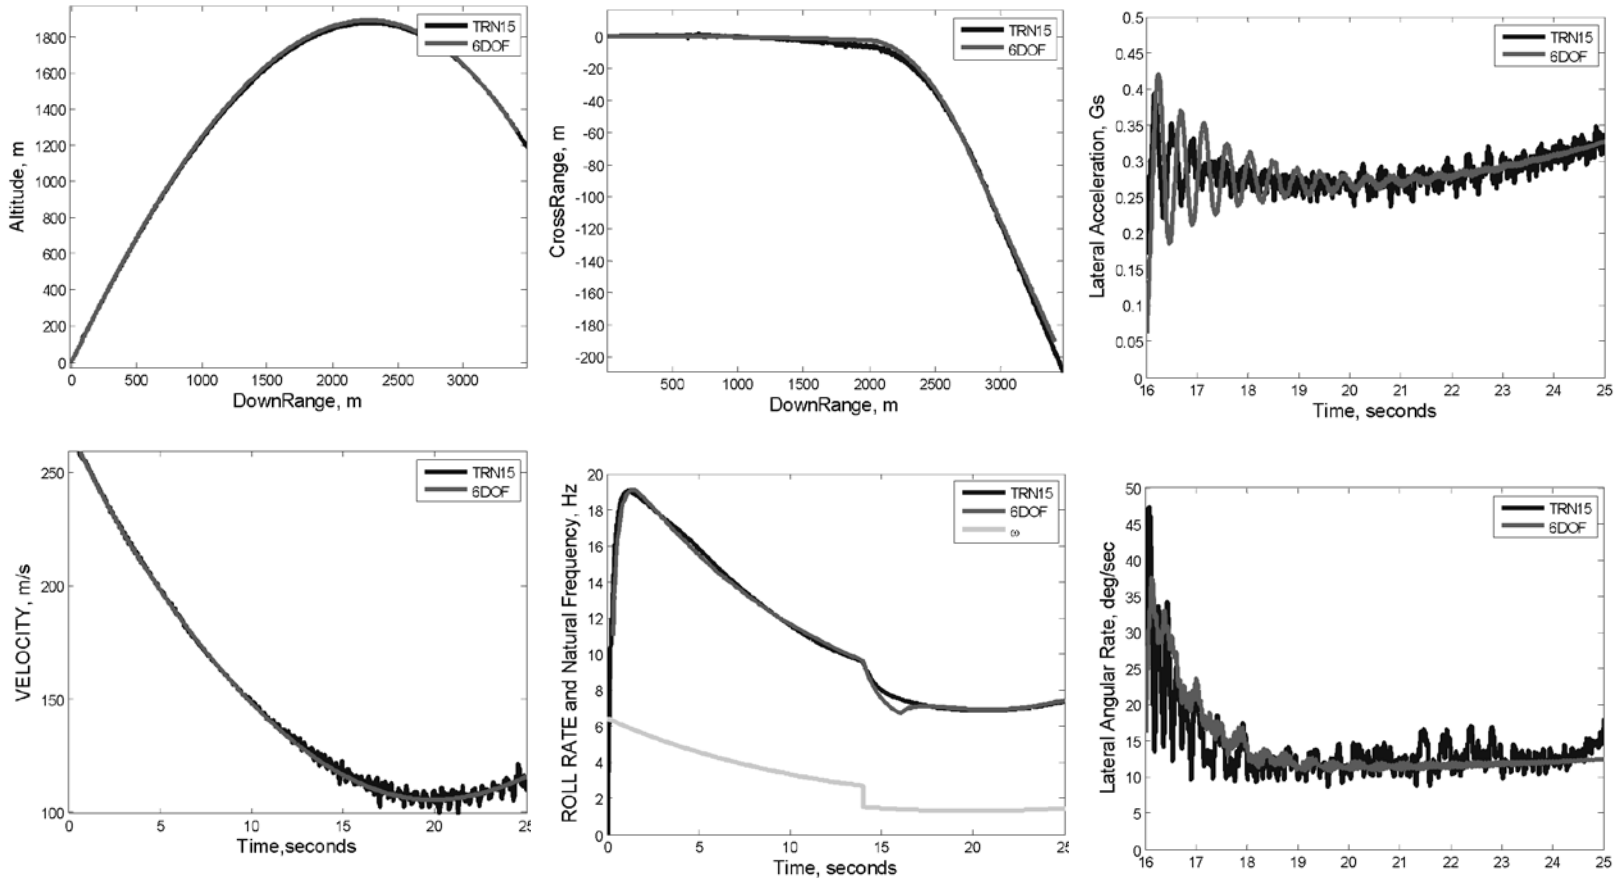 TRN15
6DOF
1800
1600
1400
1200
1000
800
600
400
200
0
Altitude, m
0 500 1000 1500 2000 2500 3000
DownRange, m
TRN15
6DOF
0
-20
-40
-60
-80
-100
-120
-140
-160
-180
-200
CrossRange, m
500 1000 1500 2000 2500 3000
DownRange, m
TRN15
6DOF
0.5
0.45
0.4
0.35
0.3
0.25
0.2
0.15
0.1
0.05
0
Lateral Acceleration, Gs
16 17 18 19 20 21 22 23 24 25
Time, seconds
TRN15
6DOF
250
200
150
100
VELOCITY, m/s
0 5 10 15 20 25
Time,seconds
TRN15
6DOF
ω
20
18
16
14
12
10
8
6
4
2
0
ROLL RATE and Natural Frequency, Hz
0 5 10 15 20 25
Time, seconds
TRN15
6DOF
50
45
40
35
30
25
20
15
10
5
0
Lateral Angular Rate, deg/sec
16 17 18 19 20 21 22 23 24 25
Time, seconds